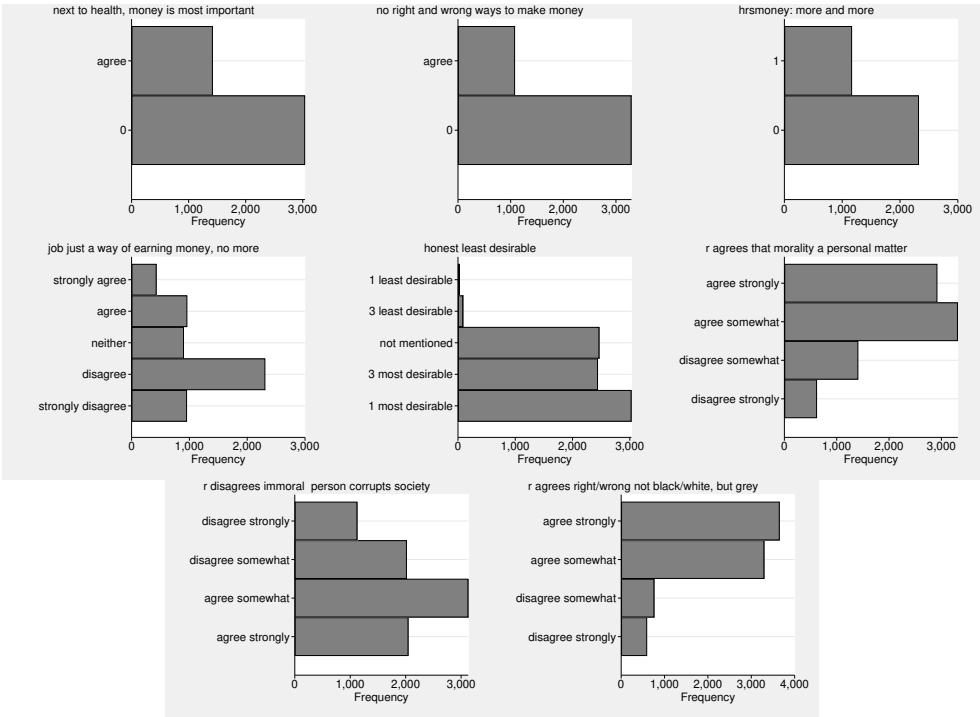 next to health, money is most important
agree
0
0 1,000 2,000 3,000
Frequency
no right and wrong ways to make money
agree
0
0 1,000 2,000 3,000
Frequency
hrsmoney: more and more
1
0
0 1,000 2,000 3,000
Frequency
job just a way of earning money, no more
strongly agree
agree
neither
disagree
strongly disagree
0 1,000 2,000 3,000
Frequency
honest least desirable
1 least desirable
3 least desirable
not mentioned
3 most desirable
1 most desirable
0 1,000 2,000 3,000
Frequency
r agrees that morality a personal matter
agree strongly
agree somewhat
disagree somewhat
disagree strongly
0 1,000 2,000 3,000
Frequency
r disagrees immoral person corrupts society
disagree strongly
disagree somewhat
agree somewhat
agree strongly
0 1,000 2,000 3,000
Frequency
r agrees right/wrong not black/white, but grey
agree strongly
agree somewhat
disagree somewhat
disagree strongly
0 1,000 2,000 3,000 4,000
Frequency